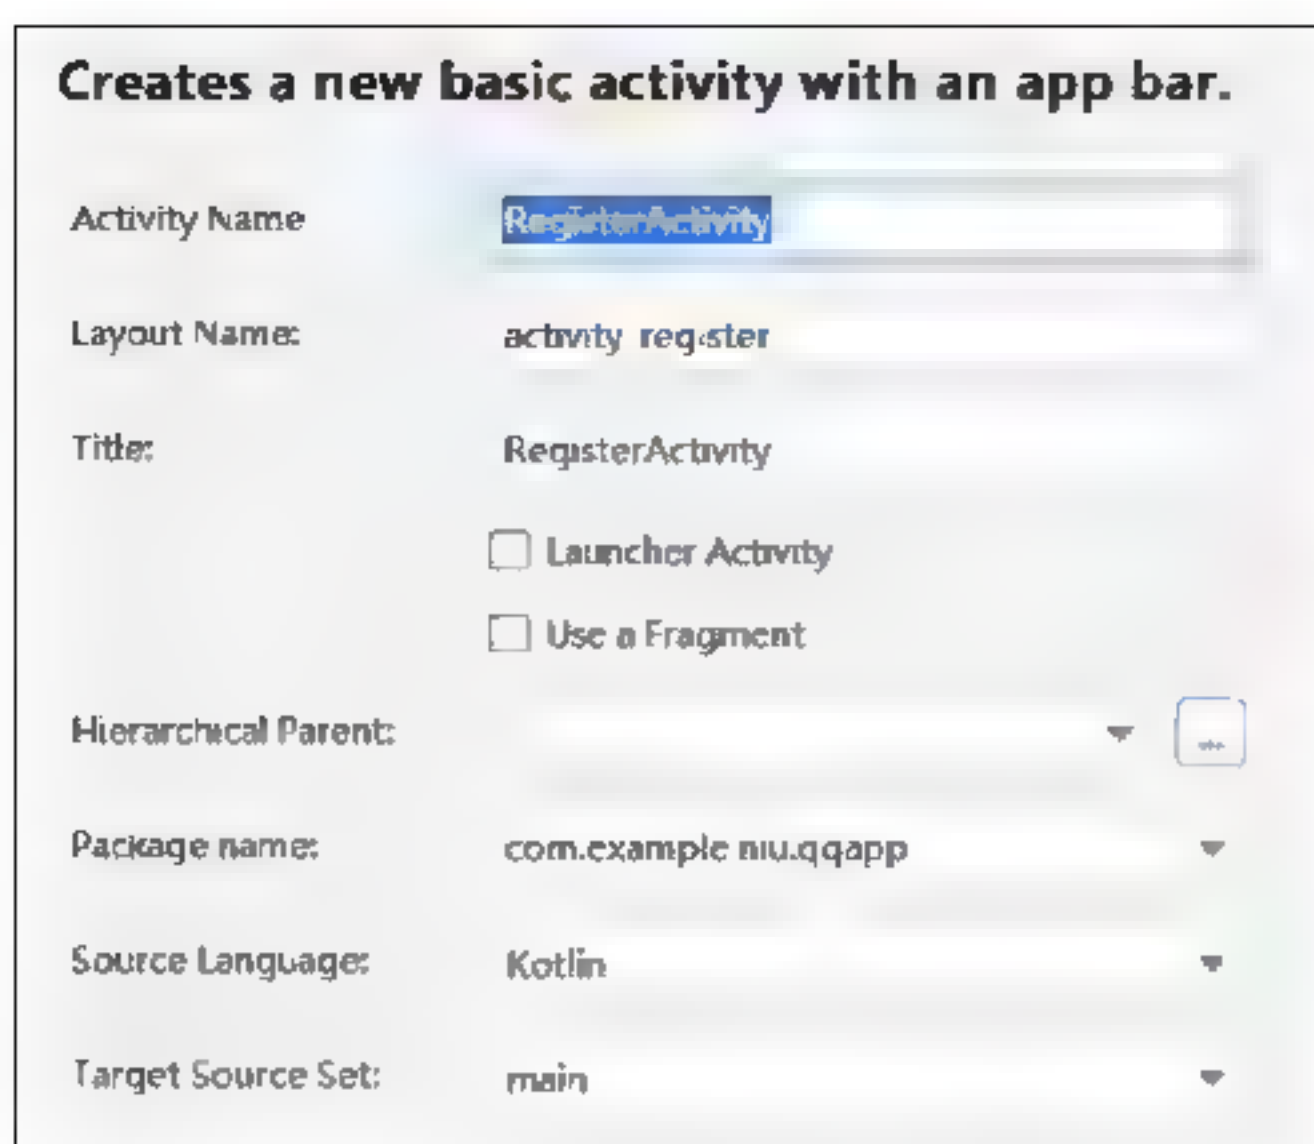 Creates a new basic activity with an app bar.
Activity Name RegisterActivity
Layout Name: activity_register
Title: RegisterActivity
Launcher Activity
Use a Fragment
Hierarchical Parent: ...
Package name: com.example.niu.qqapp
Source Language: Kotlin
Target Source Set: main